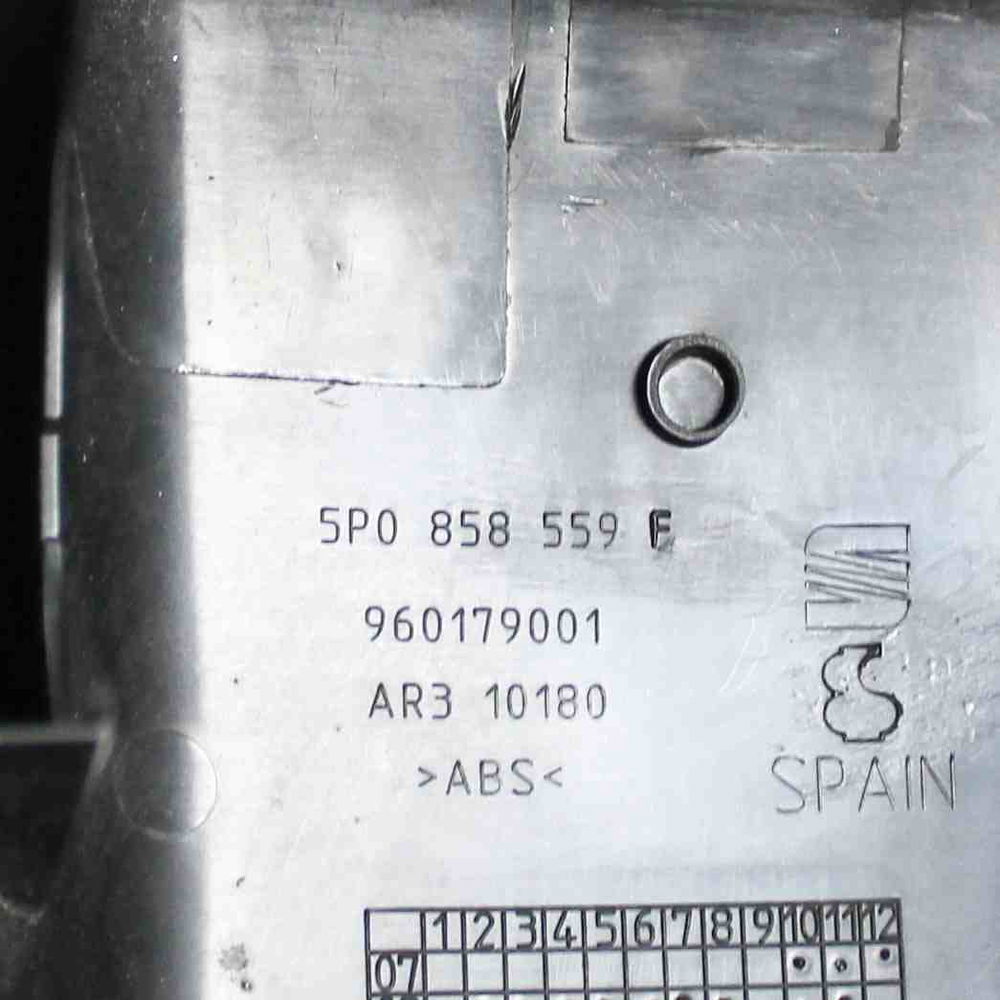 5P0 858 559 F
960179001
AR3 10180
>ABS<
SPAIN
1 2 3 4 5 6 7 8 9 10 11 12
07